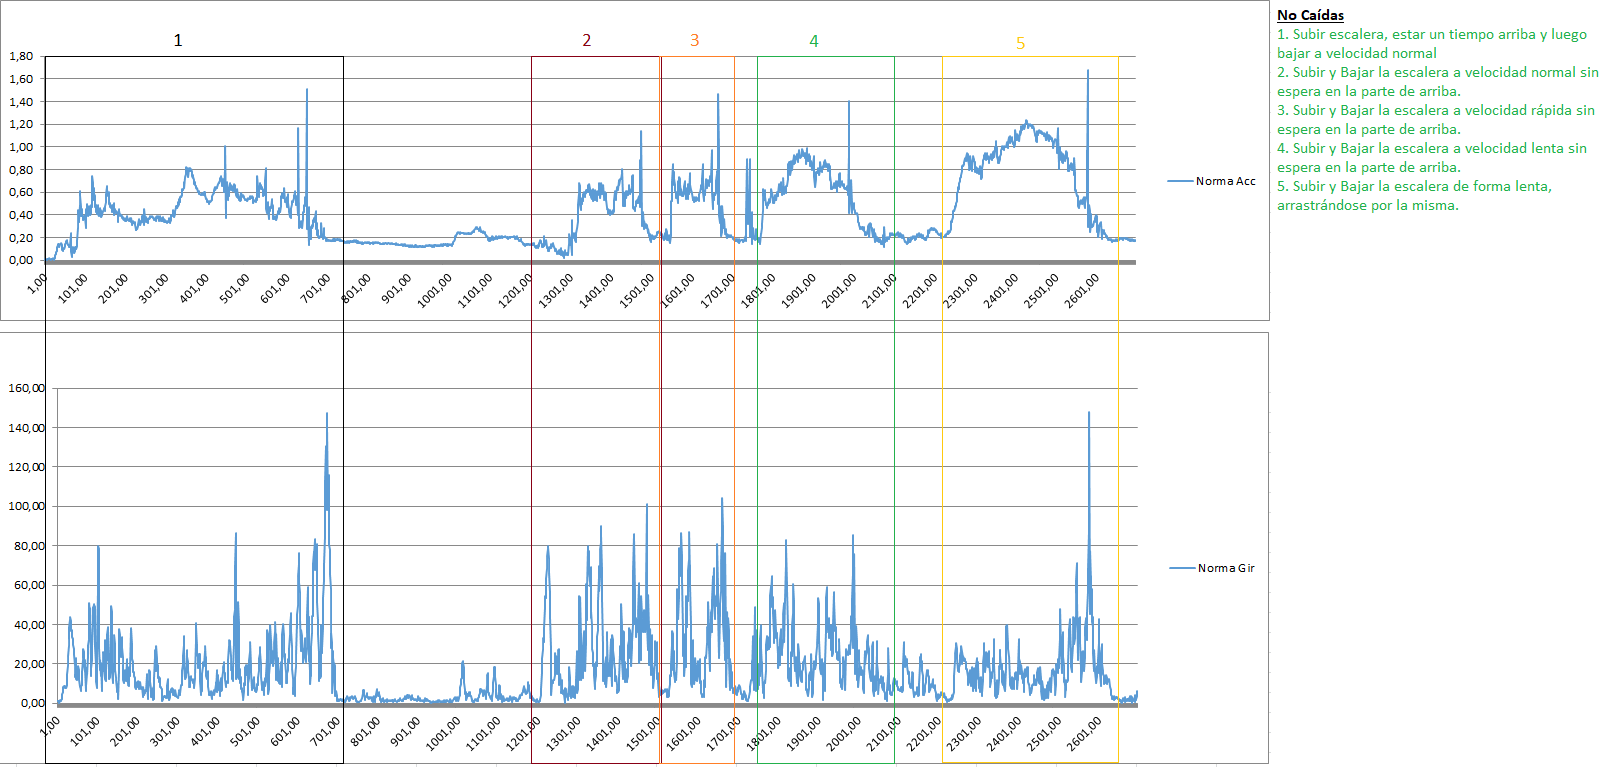 No Caídas
1. Subir escalera, estar un tiempo arriba y luego
bajar a velocidad normal
2. Subir y Bajar la escalera a velocidad normal sin
espera en la parte de arriba.
3. Subir y Bajar la escalera a velocidad rápida sin
espera en la parte de arriba.
4. Subir y Bajar la escalera a velocidad lenta sin
espera en la parte de arriba.
5. Subir y Bajar la escalera de forma lenta,
arrastrándose por la misma.
1 2 3 4 5
1,80
1,60
1,40
1,20
1,00
0,80
0,60
0,40
0,20
0,00
1,00 101,00 201,00 301,00 401,00 501,00 601,00 701,00 801,00 901,00 1001,00 1101,00 1201,00 1301,00 1401,00 1501,00 1601,00 1701,00 1801,00 1901,00 2001,00 2101,00 2201,00 2301,00 2401,00 2501,00 2601,00
Norma Acc
160,00
140,00
120,00
100,00
80,00
60,00
40,00
20,00
0,00
1,00 101,00 201,00 301,00 401,00 501,00 601,00 701,00 801,00 901,00 1001,00 1101,00 1201,00 1301,00 1401,00 1501,00 1601,00 1701,00 1801,00 1901,00 2001,00 2101,00 2201,00 2301,00 2401,00 2501,00 2601,00
Norma Gir